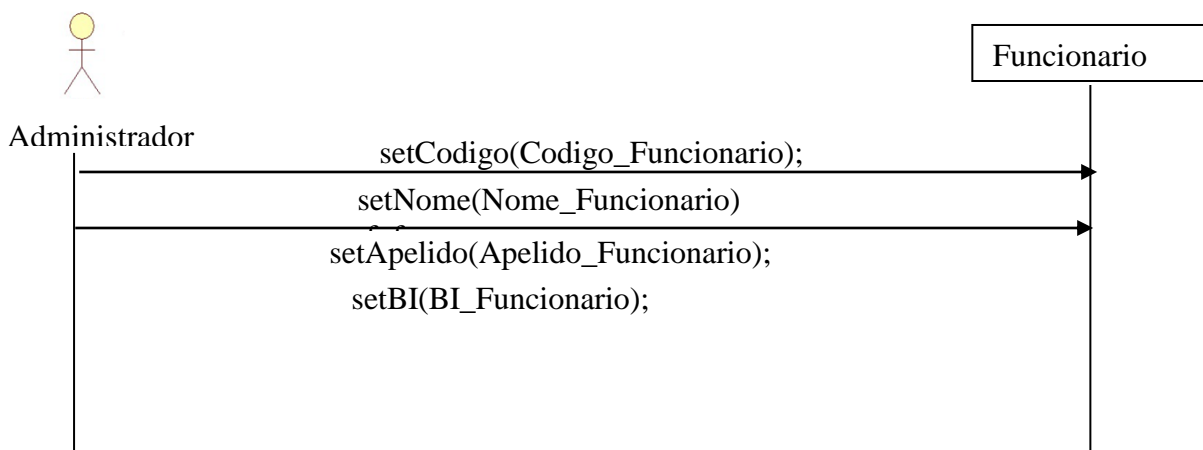 Funcionario
Administrador
setCodigo(Codigo_Funcionario);
setNome(Nome_Funcionario)
setApelido(Apelido_Funcionario);
setBI(BI_Funcionario);